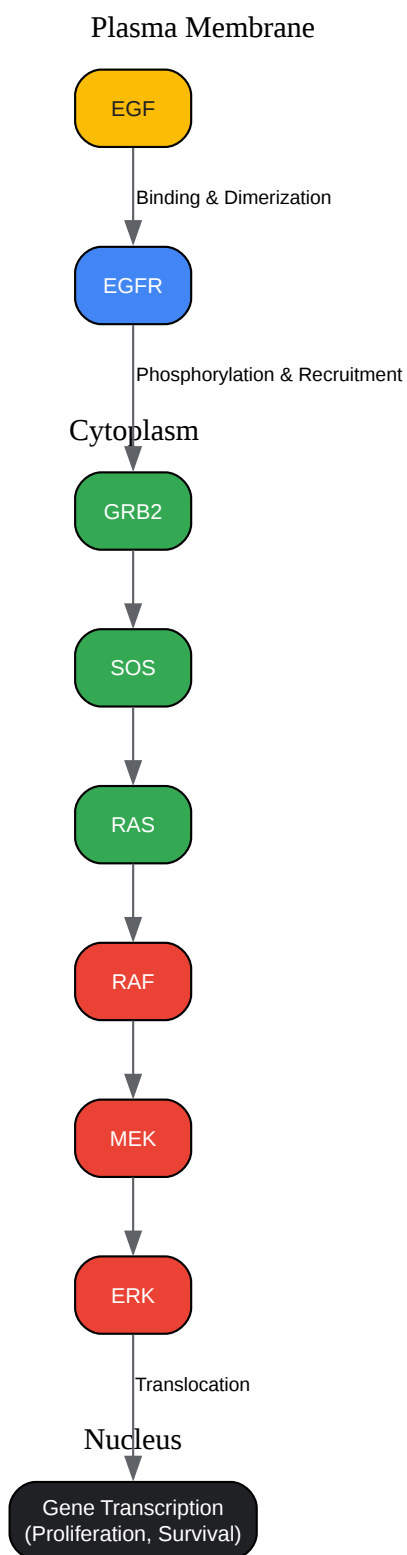 Plasma Membrane
EGF
Binding & Dimerization
EGFR
Phosphorylation & Recruitment
Cytoplasm
GRB2
SOS
RAS
RAF
MEK
ERK
Translocation
Nucleus
Gene Transcription
(Proliferation, Survival)